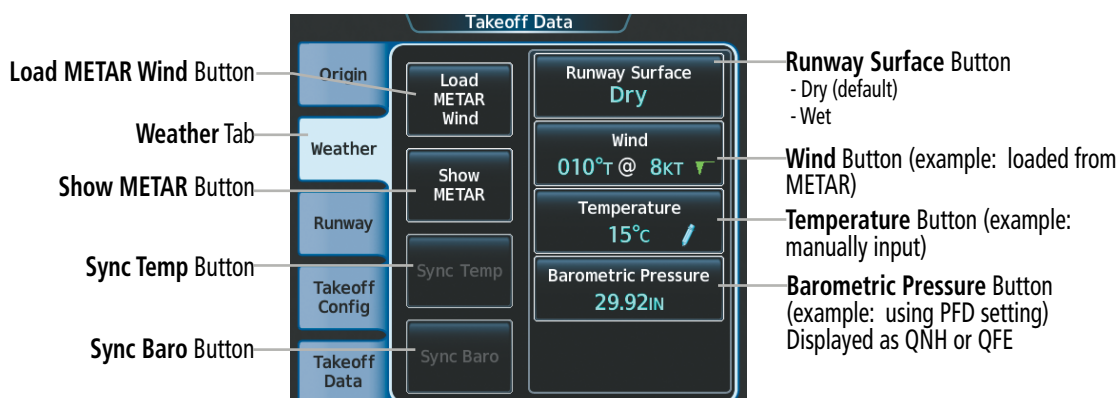 Takeoff Data
Load METAR Wind Button
Weather Tab
Show METAR Button
Sync Temp Button
Sync Baro Button
Origin
Weather
Runway
Takeoff
Config
Takeoff
Data
Load
METAR
Wind
Show
METAR
Sync Temp
Sync Baro
Runway Surface
Dry
Wind
010°T @ 8KT
Temperature
15°C
Barometric Pressure
29.92IN
Runway Surface Button
- Dry (default)
- Wet
Wind Button (example: loaded from
METAR)
Temperature Button (example:
manually input)
Barometric Pressure Button
(example: using PFD setting)
Displayed as QNH or QFE